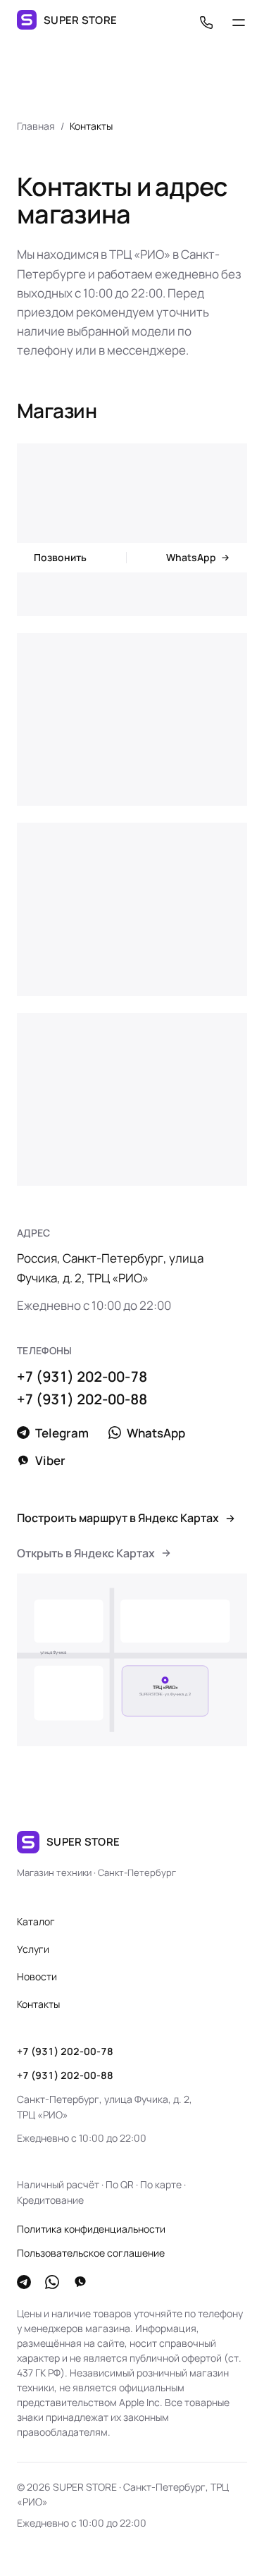 SUPER STORE
Главная / Контакты
Контакты и адрес
магазина
Мы находимся в ТРЦ «РИО» в Санкт-
Петербурге и работаем ежедневно без
выходных с 10:00 до 22:00. Перед
приездом рекомендуем уточнить
наличие выбранной модели по
телефону или в мессенджере.
Магазин
Позвонить
WhatsApp →
АДРЕС
Россия, Санкт-Петербург, улица
Фучика, д. 2, ТРЦ «РИО»
Ежедневно с 10:00 до 22:00
ТЕЛЕФОНЫ
+7 (931) 202-00-78
+7 (931) 202-00-88
Telegram WhatsApp
Viber
Построить маршрут в Яндекс Картах →
Открыть в Яндекс Картах →
улица Фучика
ТРЦ «РИО»
SUPER STORE · ул. Фучика, д. 2
SUPER STORE
Магазин техники · Санкт-Петербург
Каталог
Услуги
Новости
Контакты
+7 (931) 202-00-78
+7 (931) 202-00-88
Санкт-Петербург, улица Фучика, д. 2,
ТРЦ «РИО»
Ежедневно с 10:00 до 22:00
Наличный расчёт · По QR · По карте ·
Кредитование
Политика конфиденциальности
Пользовательское соглашение
Цены и наличие товаров уточняйте по телефону
у менеджеров магазина. Информация,
размещённая на сайте, носит справочный
характер и не является публичной офертой (ст.
437 ГК РФ). Независимый розничный магазин
техники, не является официальным
представительством Apple Inc. Все товарные
знаки принадлежат их законным
правообладателям.
© 2026 SUPER STORE · Санкт-Петербург, ТРЦ
«РИО»
Ежедневно с 10:00 до 22:00